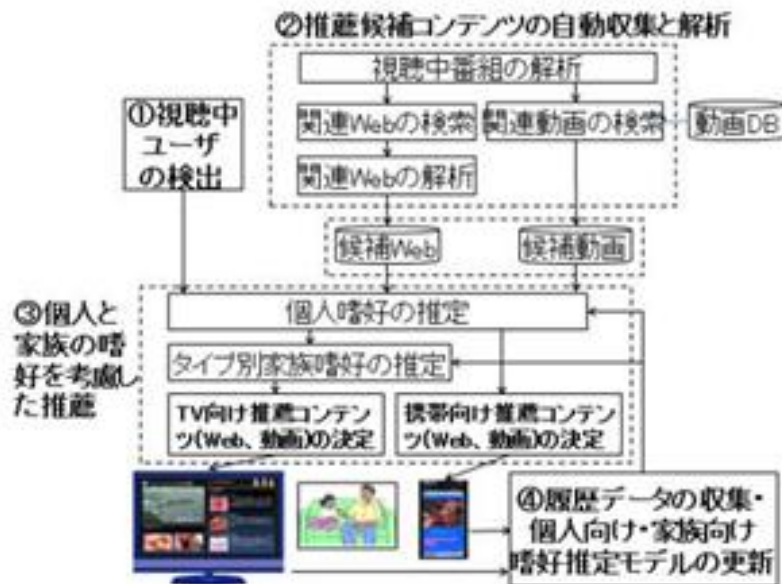 ②推薦候補コンテンツの自動収集と解析
視聴中番組の解析
①視聴中
ユーザ
の検出
関連Webの検索
関連動画の検索
動画DB
関連Webの解析
候補Web
候補動画
③個人と
家族の嗜
好を考慮し
た推薦
個人嗜好の推定
タイプ別家族嗜好の推定
TV向け推薦コンテン
ツ(Web、動画)の決定
携帯向け推薦コンテン
ツ(Web、動画)の決定
④履歴データの収集・
個人向け・家族向け
嗜好推定モデルの更新